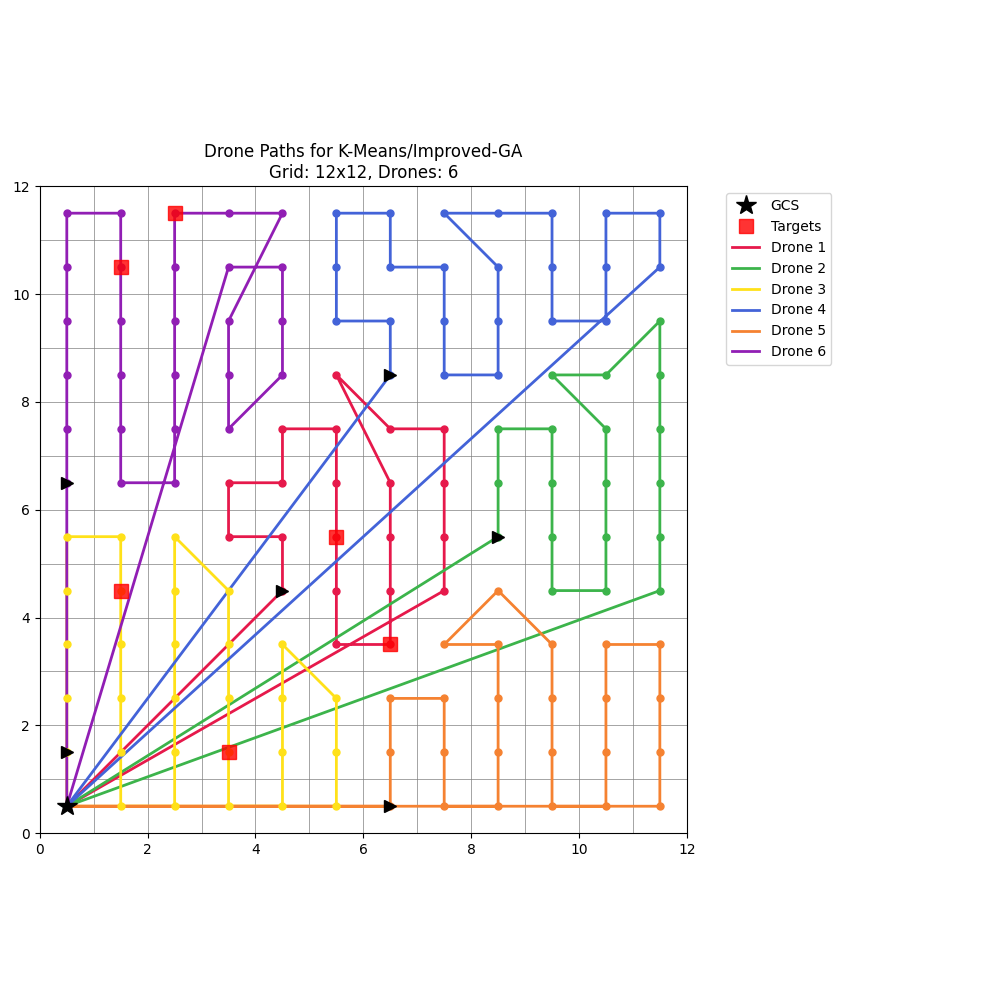 Drone Paths for K-Means/Improved-GA
Grid: 12x12, Drones: 6
12
10
8
6
4
2
0
0 2 4 6 8 10 12
GCS
Targets
Drone 1
Drone 2
Drone 3
Drone 4
Drone 5
Drone 6